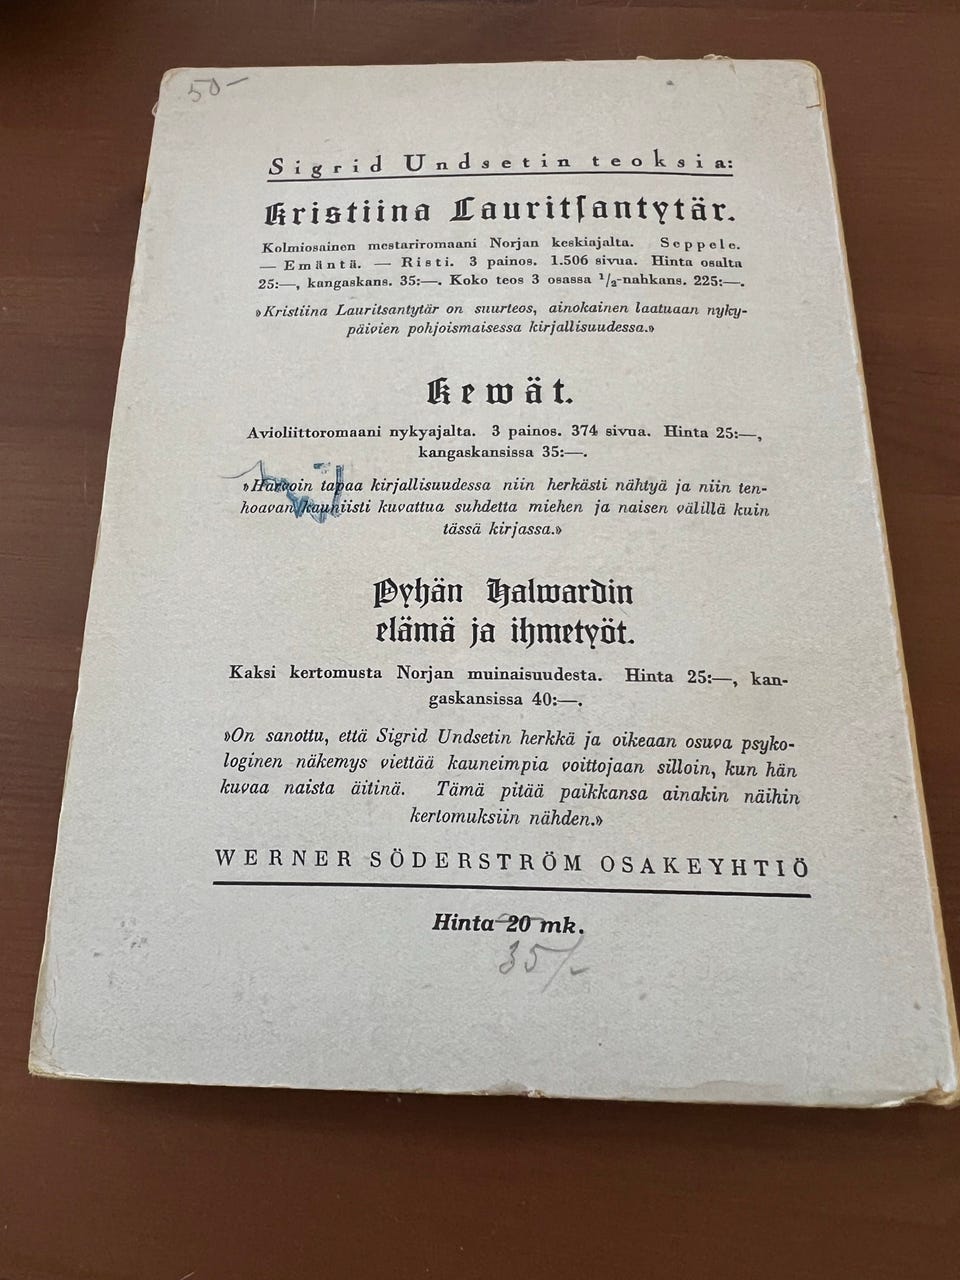 50-
Sigrid Undsetin teoksia:
Kristiina Lauritsantytär.
Kolmiosainen mestariromaani Norjan keskiajalta. Seppele.
— Emäntä. — Risti. 3 painos. 1.506 sivua. Hinta osalta
25:—, kangaskans. 35:—. Koko teos 3 osassa 1/2-nahkans. 225:—.
»Kristiina Lauritsantytär on suurteos, ainokainen laatuaan nyky-
päivien pohjoismaisessa kirjallisuudessa.»
Kewät.
Avioliittoromaani nykyajalta. 3 painos. 374 sivua. Hinta 25:—,
kangaskansissa 35:—.
»Harvoin tapaa kirjallisuudessa niin herkästi nähtyä ja niin ten-
hoavan kauniisti kuvattua suhdetta miehen ja naisen välillä kuin
tässä kirjassa.»
Pyhän Halwardin
elämä ja ihmetyöt.
Kaksi kertomusta Norjan muinaisuudesta. Hinta 25:—, kan-
gaskansissa 40:—.
»On sanottu, että Sigrid Undsetin herkkä ja oikeaan osuva psyko-
loginen näkemys viettää kauneimpia voittojaan silloin, kun hän
kuvaa naista äitinä. Tämä pitää paikkansa ainakin näihin
kertomuksiin nähden.»
WERNER SÖDERSTRÖM OSAKEYHTIÖ
Hinta 20 mk.
35/-